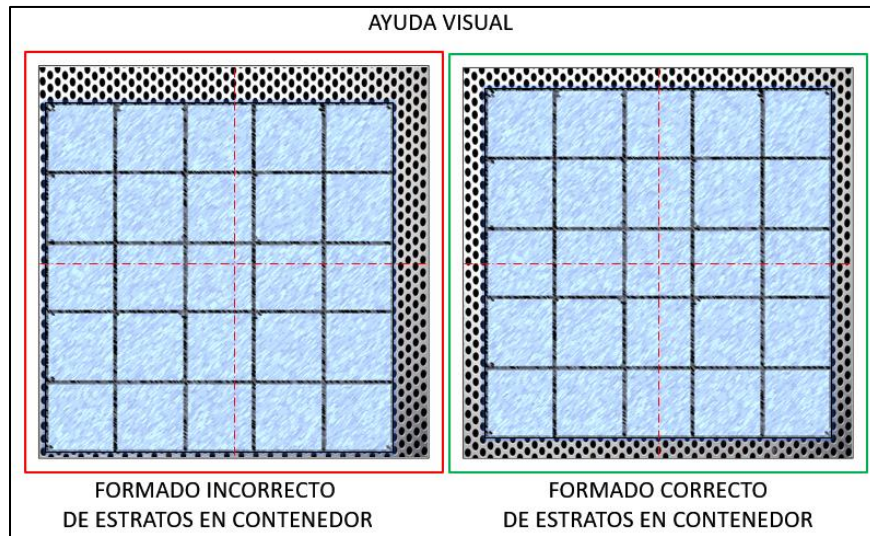 AYUDA VISUAL
FORMADO INCORRECTO
DE ESTRATOS EN CONTENEDOR
FORMADO CORRECTO
DE ESTRATOS EN CONTENEDOR